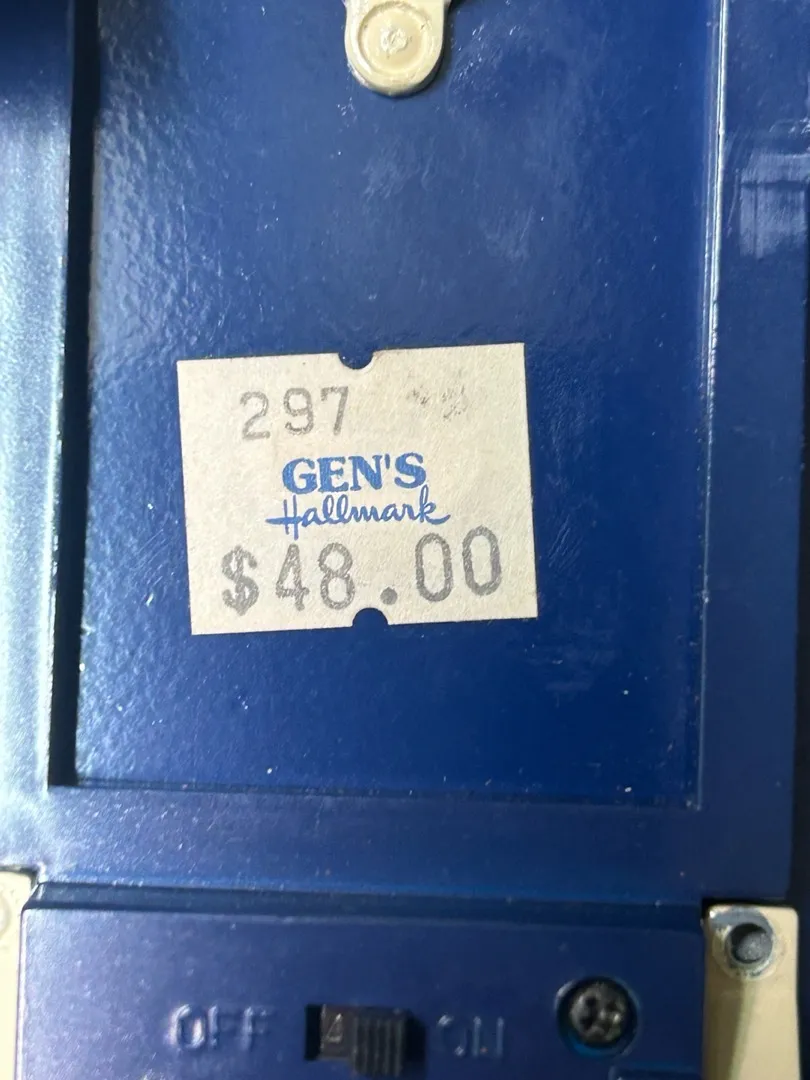 297
GEN'S
Hallmark
$48.00
OFF ON